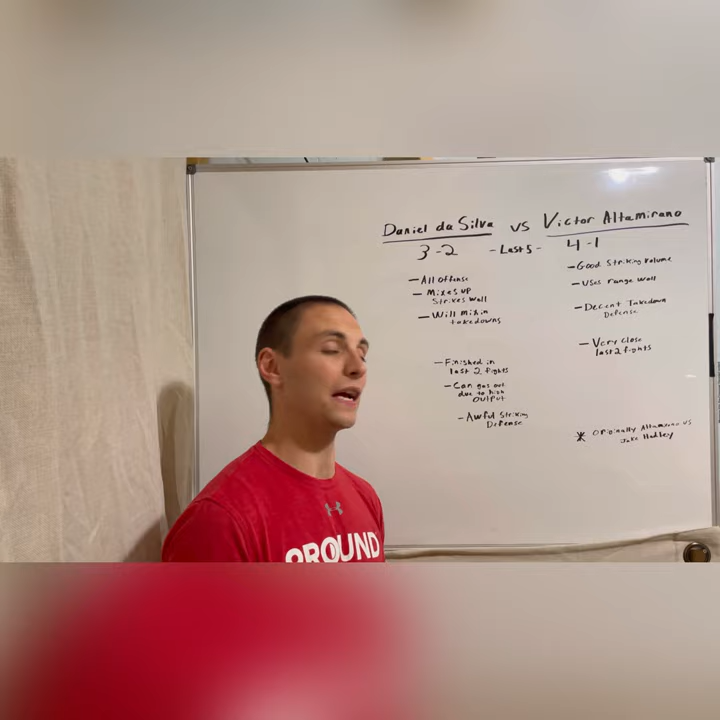 Daniel da Silva vs Victor Altamirano
3-2 - Last 5 - 4-1
- All offense
- Mixes up
Strikes well
- Will mix in
takedowns
- Finished in
last 2 fights
- Can gas out
due to high
output
- Awful Striking
Defense
- Good Striking Volume
- Uses range well
- Decent Takedown
Defense
- Very close
last 2 fights
* Originally Altamirano vs
Jake Hadley
PROUND